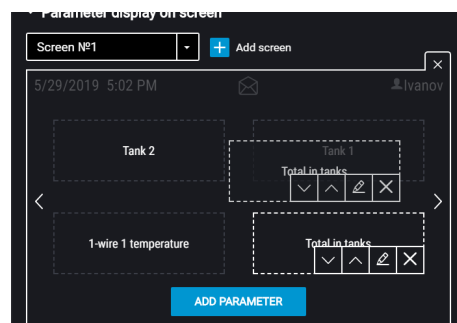 Parameter display on screen
Screen №1
Add screen
5/29/2019 5:02 PM
Ivanov
Tank 2
Tank 1
Total in tanks
1-wire 1 temperature
Total in tanks
ADD PARAMETER